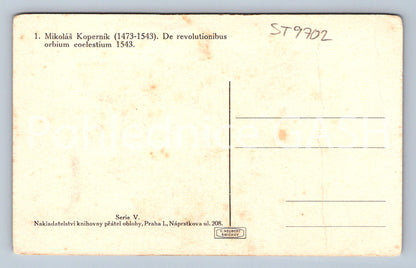 1. Mikoláš Koperník (1473-1543). De revolutionibus
orbium coelestium 1543.
ST9702
Serie V.
Nakladatelství knihovny přátel oblohy, Praha I., Náprstkova ul. 208.